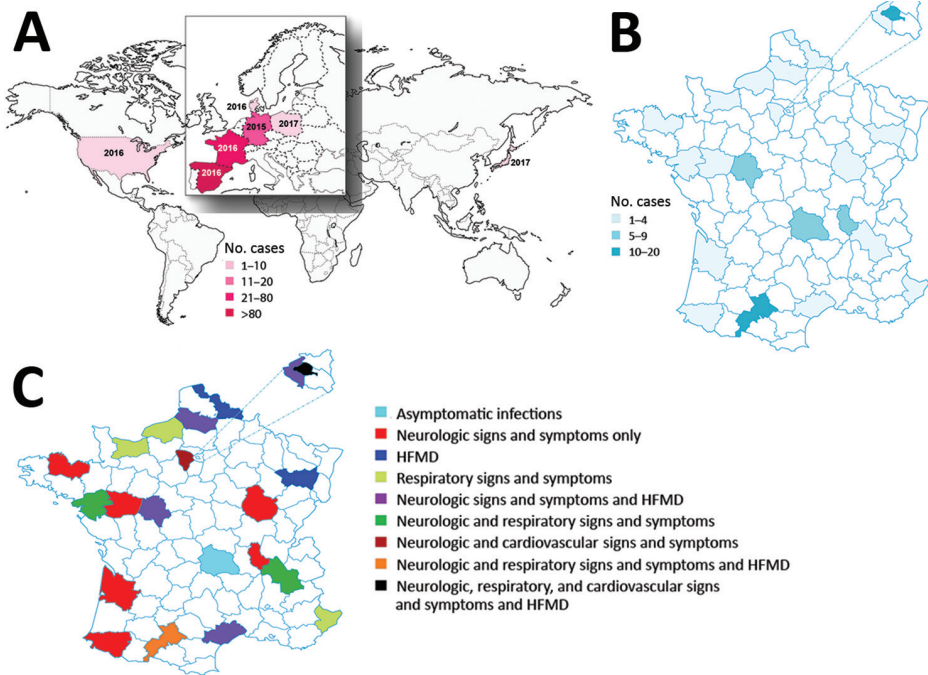 A
2016
2016
2015
2017
2016
2016
2017
No. cases
1–10
11–20
21–80
>80
B
No. cases
1–4
5–9
10–20
C
Asymptomatic infections
Neurologic signs and symptoms only
HFMD
Respiratory signs and symptoms
Neurologic signs and symptoms and HFMD
Neurologic and respiratory signs and symptoms
Neurologic and cardiovascular signs and symptoms
Neurologic and respiratory signs and symptoms and HFMD
Neurologic, respiratory, and cardiovascular signs
and symptoms and HFMD